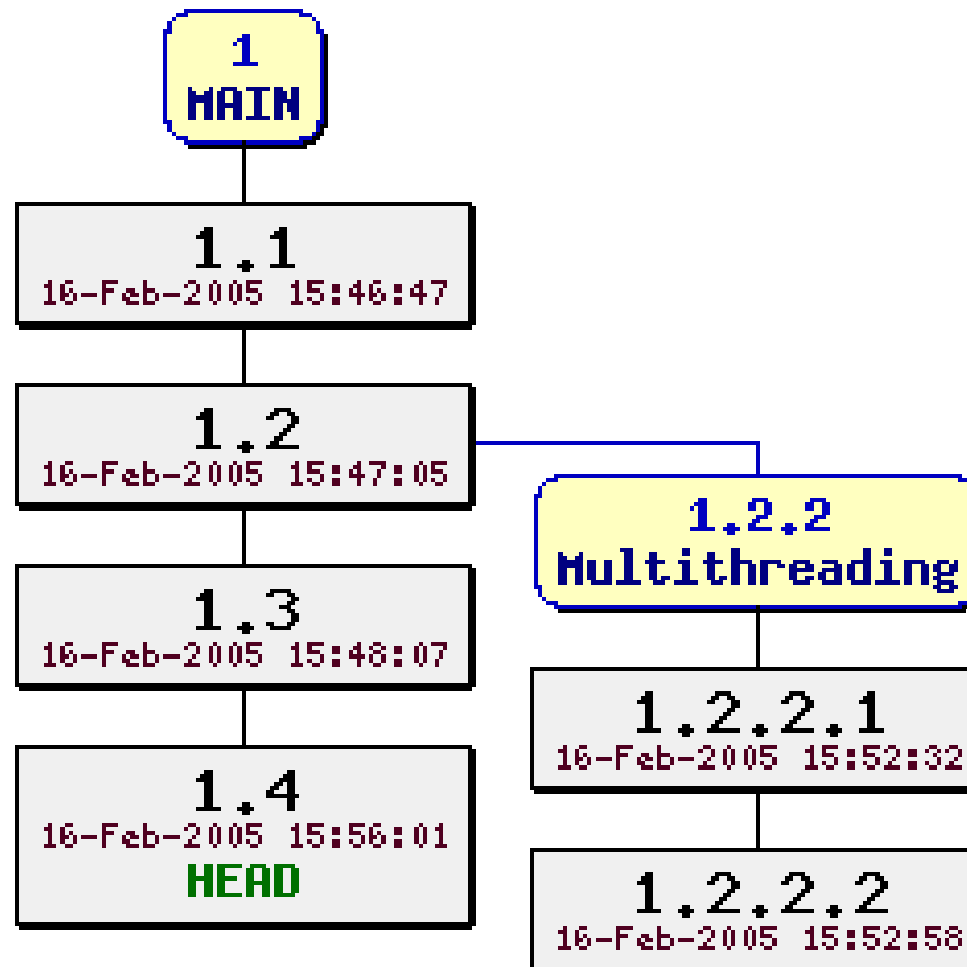 1
MAIN
1.1
16-Feb-2005 15:46:47
1.2
16-Feb-2005 15:47:05
1.3
16-Feb-2005 15:48:07
1.4
16-Feb-2005 15:56:01
HEAD
1.2.2
Multithreading
1.2.2.1
16-Feb-2005 15:52:32
1.2.2.2
16-Feb-2005 15:52:58